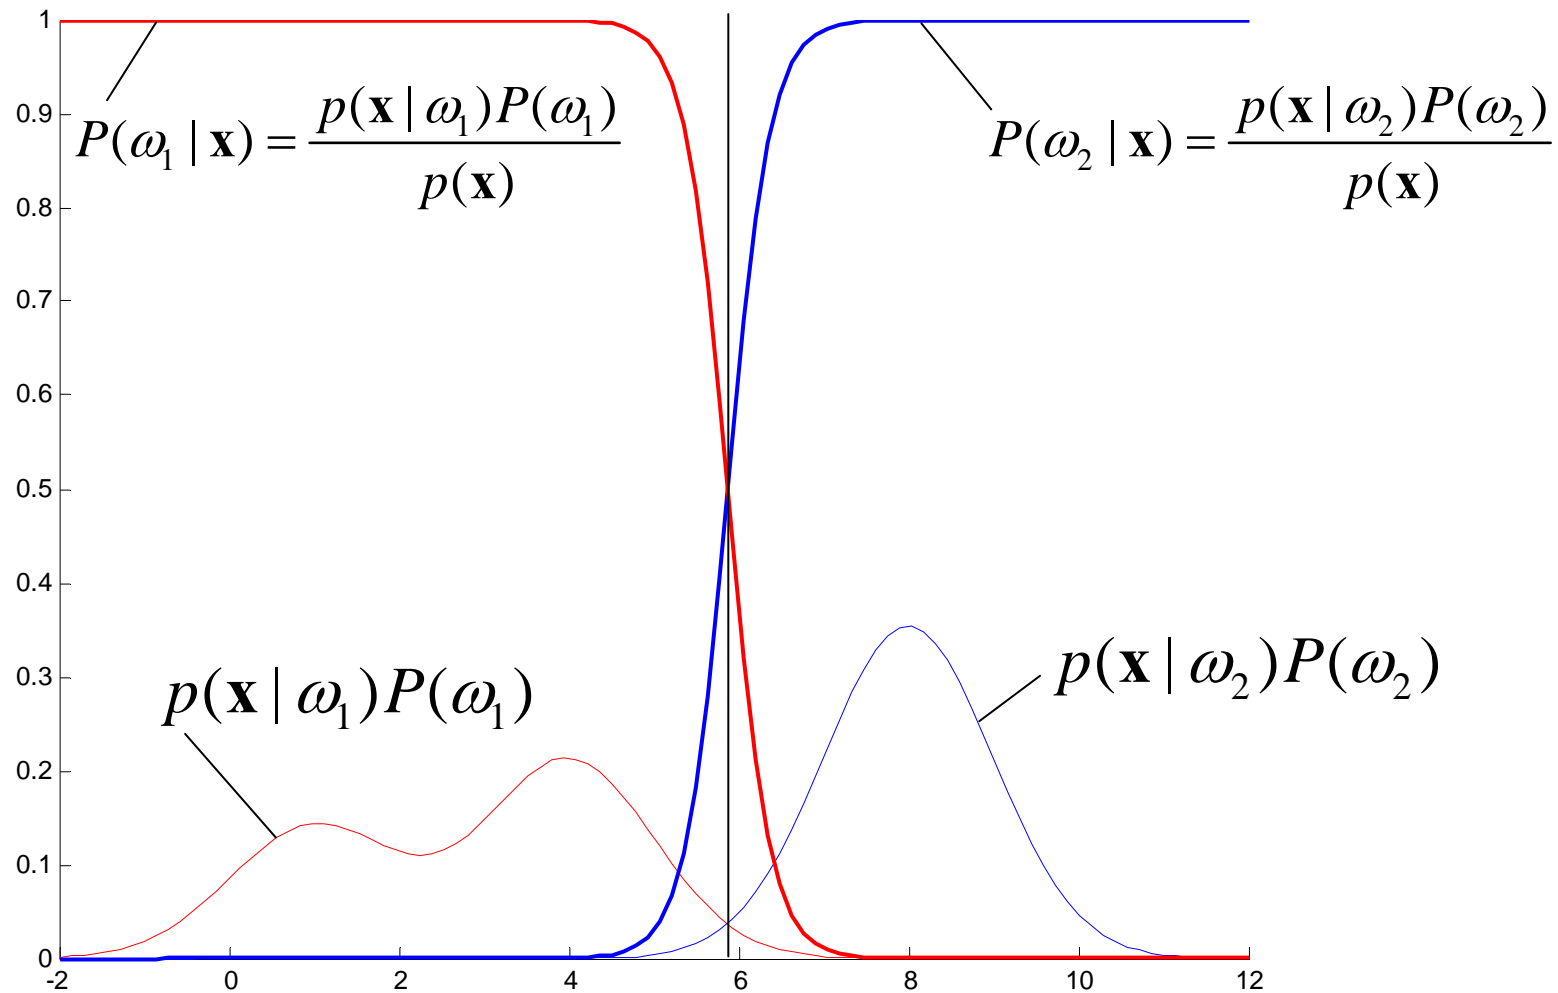 1
0.9
0.8
0.7
0.6
0.5
0.4
0.3
0.2
0.1
0
P(ω₁ | x) = p(x | ω₁)P(ω₁) / p(x)
P(ω₂ | x) = p(x | ω₂)P(ω₂) / p(x)
p(x | ω₁)P(ω₁)
p(x | ω₂)P(ω₂)
-2 0 2 4 6 8 10 12